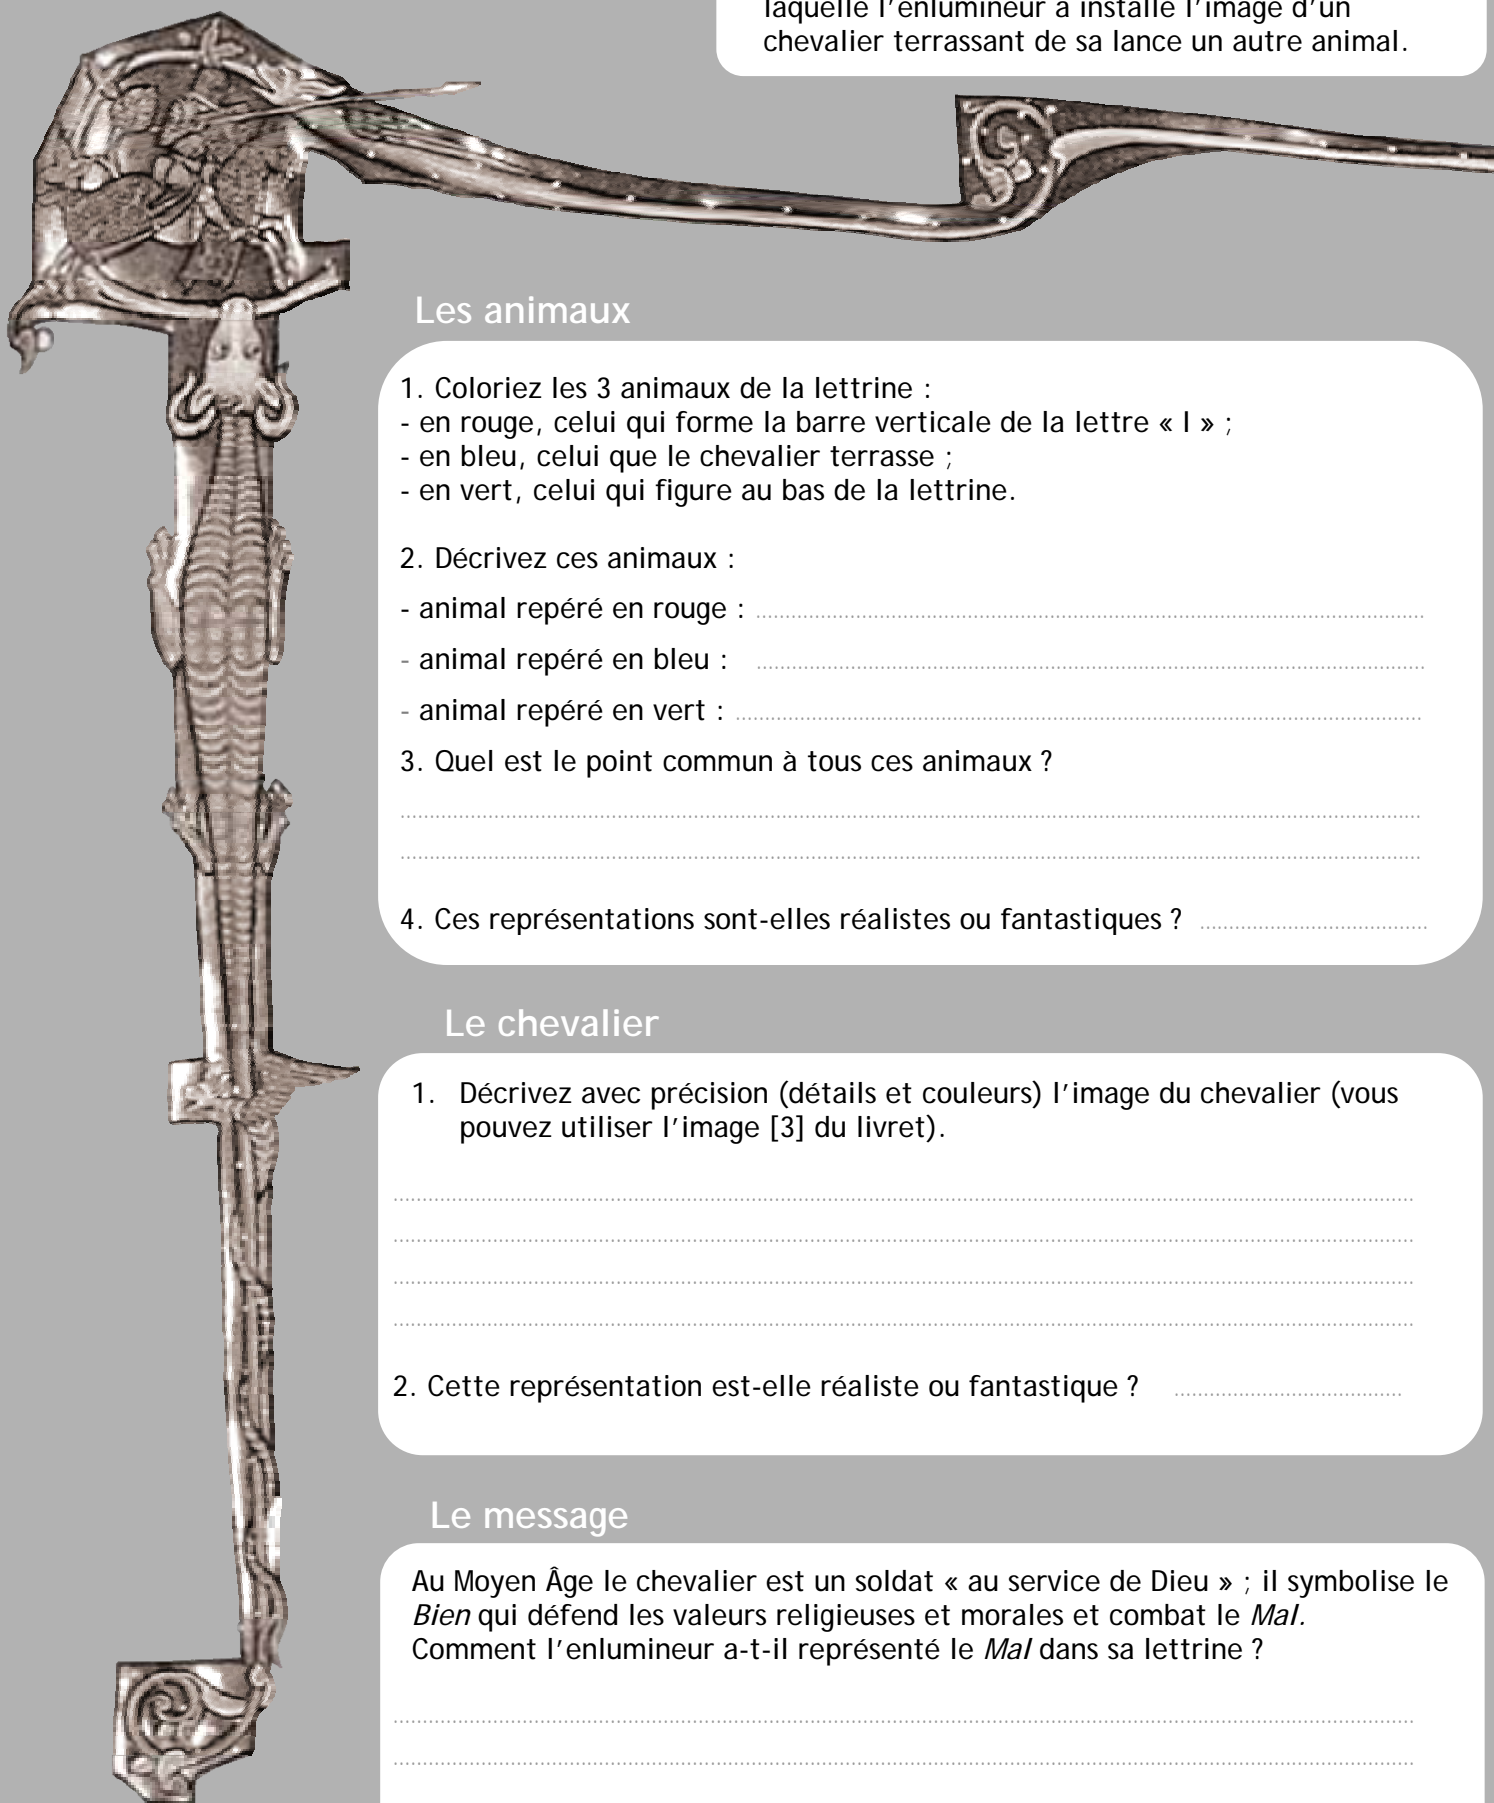 laquelle l'enlumineur a installé l'image d'un
chevalier terrassant de sa lance un autre animal.
Les animaux
1. Coloriez les 3 animaux de la lettrine :
- en rouge, celui qui forme la barre verticale de la lettre « I » ;
- en bleu, celui que le chevalier terrasse ;
- en vert, celui qui figure au bas de la lettrine.
2. Décrivez ces animaux :
- animal repéré en rouge :
- animal repéré en bleu :
- animal repéré en vert :
3. Quel est le point commun à tous ces animaux ?
4. Ces représentations sont-elles réalistes ou fantastiques ?
Le chevalier
1. Décrivez avec précision (détails et couleurs) l'image du chevalier (vous
pouvez utiliser l'image [3] du livret).
2. Cette représentation est-elle réaliste ou fantastique ?
Le message
Au Moyen Âge le chevalier est un soldat « au service de Dieu » ; il symbolise le
Bien qui défend les valeurs religieuses et morales et combat le Mal.
Comment l'enlumineur a-t-il représenté le Mal dans sa lettrine ?